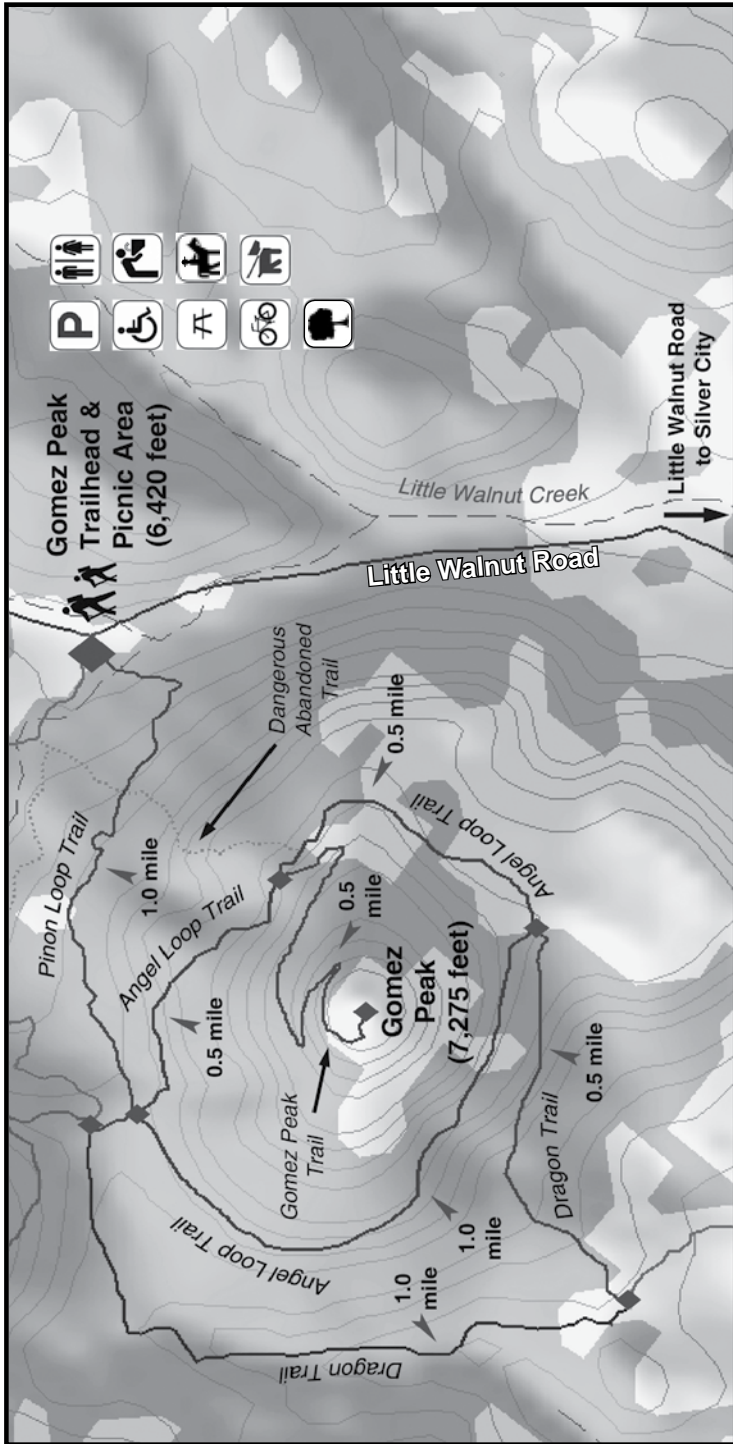 Gomez Peak
Trailhead &
Picnic Area
(6,420 feet)
P
Little Walnut Creek
Little Walnut Road
Little Walnut Road
to Silver City
Dangerous
Abandoned
Trail
Pinon Loop Trail
1.0 mile
Angel Loop Trail
0.5 mile
0.5 mile
Angel Loop Trail
0.5
mile
Gomez
Peak
(7,275 feet)
Gomez Peak
Trail
Dragon Trail
0.5 mile
Angel Loop Trail
1.0
mile
1.0
mile
Dragon Trail